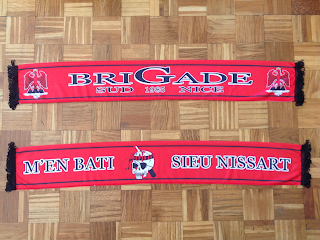 BRIGADE
SUD 1985 NICE
M'EN BATI SIEU NISSART